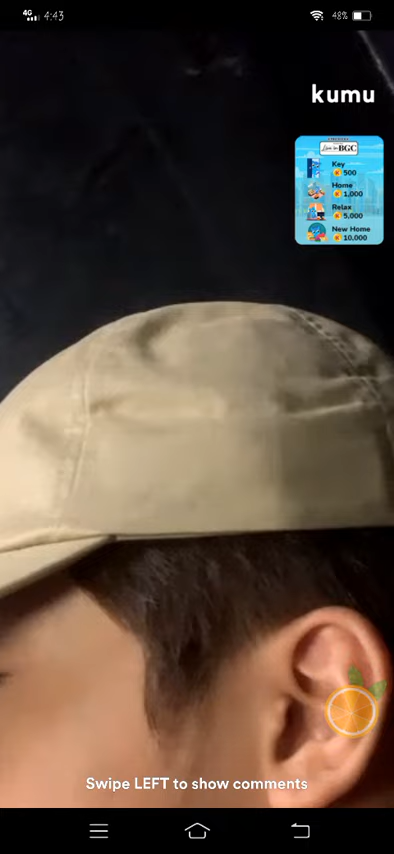 4G 4:43 48%
kumu
Live in BGC
Key
500
Home
1,000
Relax
5,000
New Home
10,000
Swipe LEFT to show comments